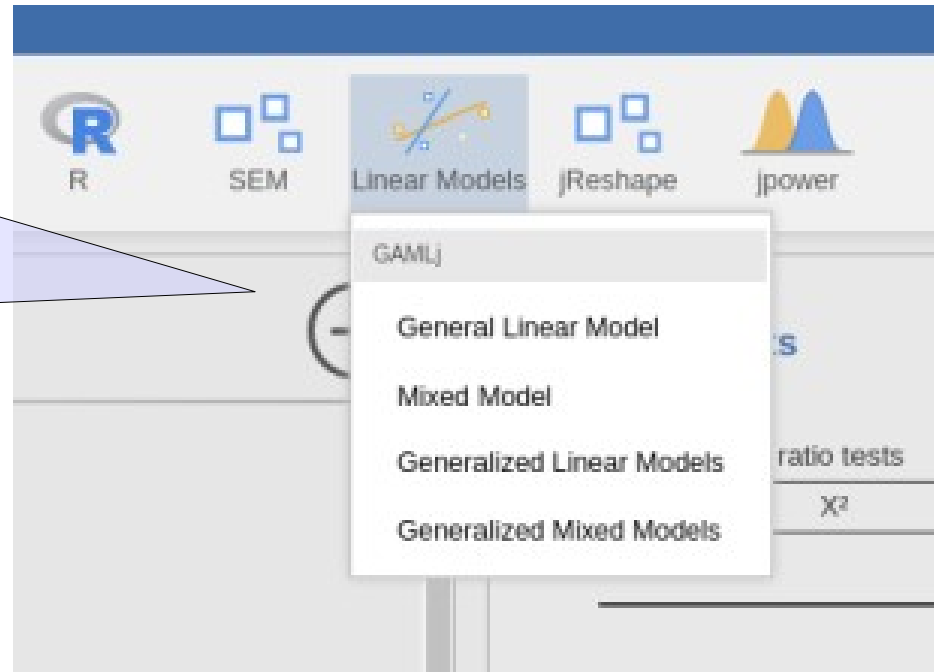 R SEM Linear Models jReshape jpower
GAMLj
General Linear Model
Mixed Model
Generalized Linear Models
Generalized Mixed Models
ratio tests
X²